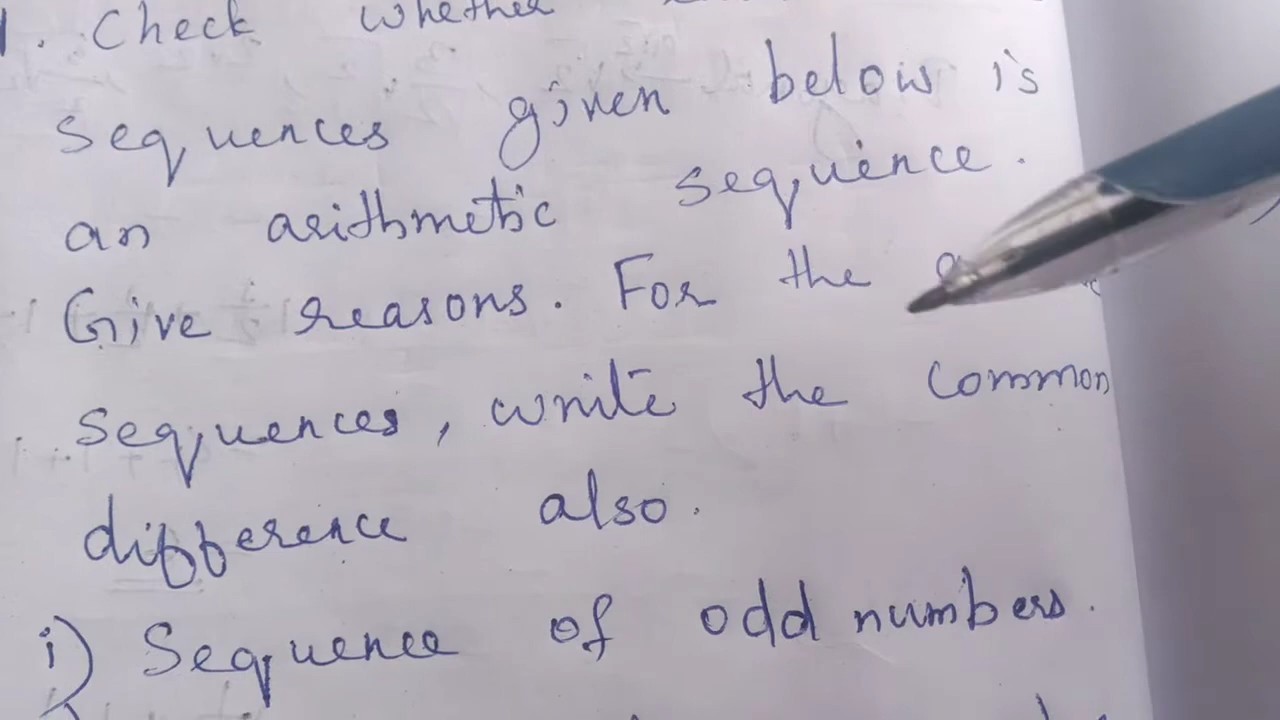 1. Check whether
sequences given below is
an arithmetic sequence.
Give reasons. For the
sequences, write the common
difference also.
i) Sequence of odd numbers.